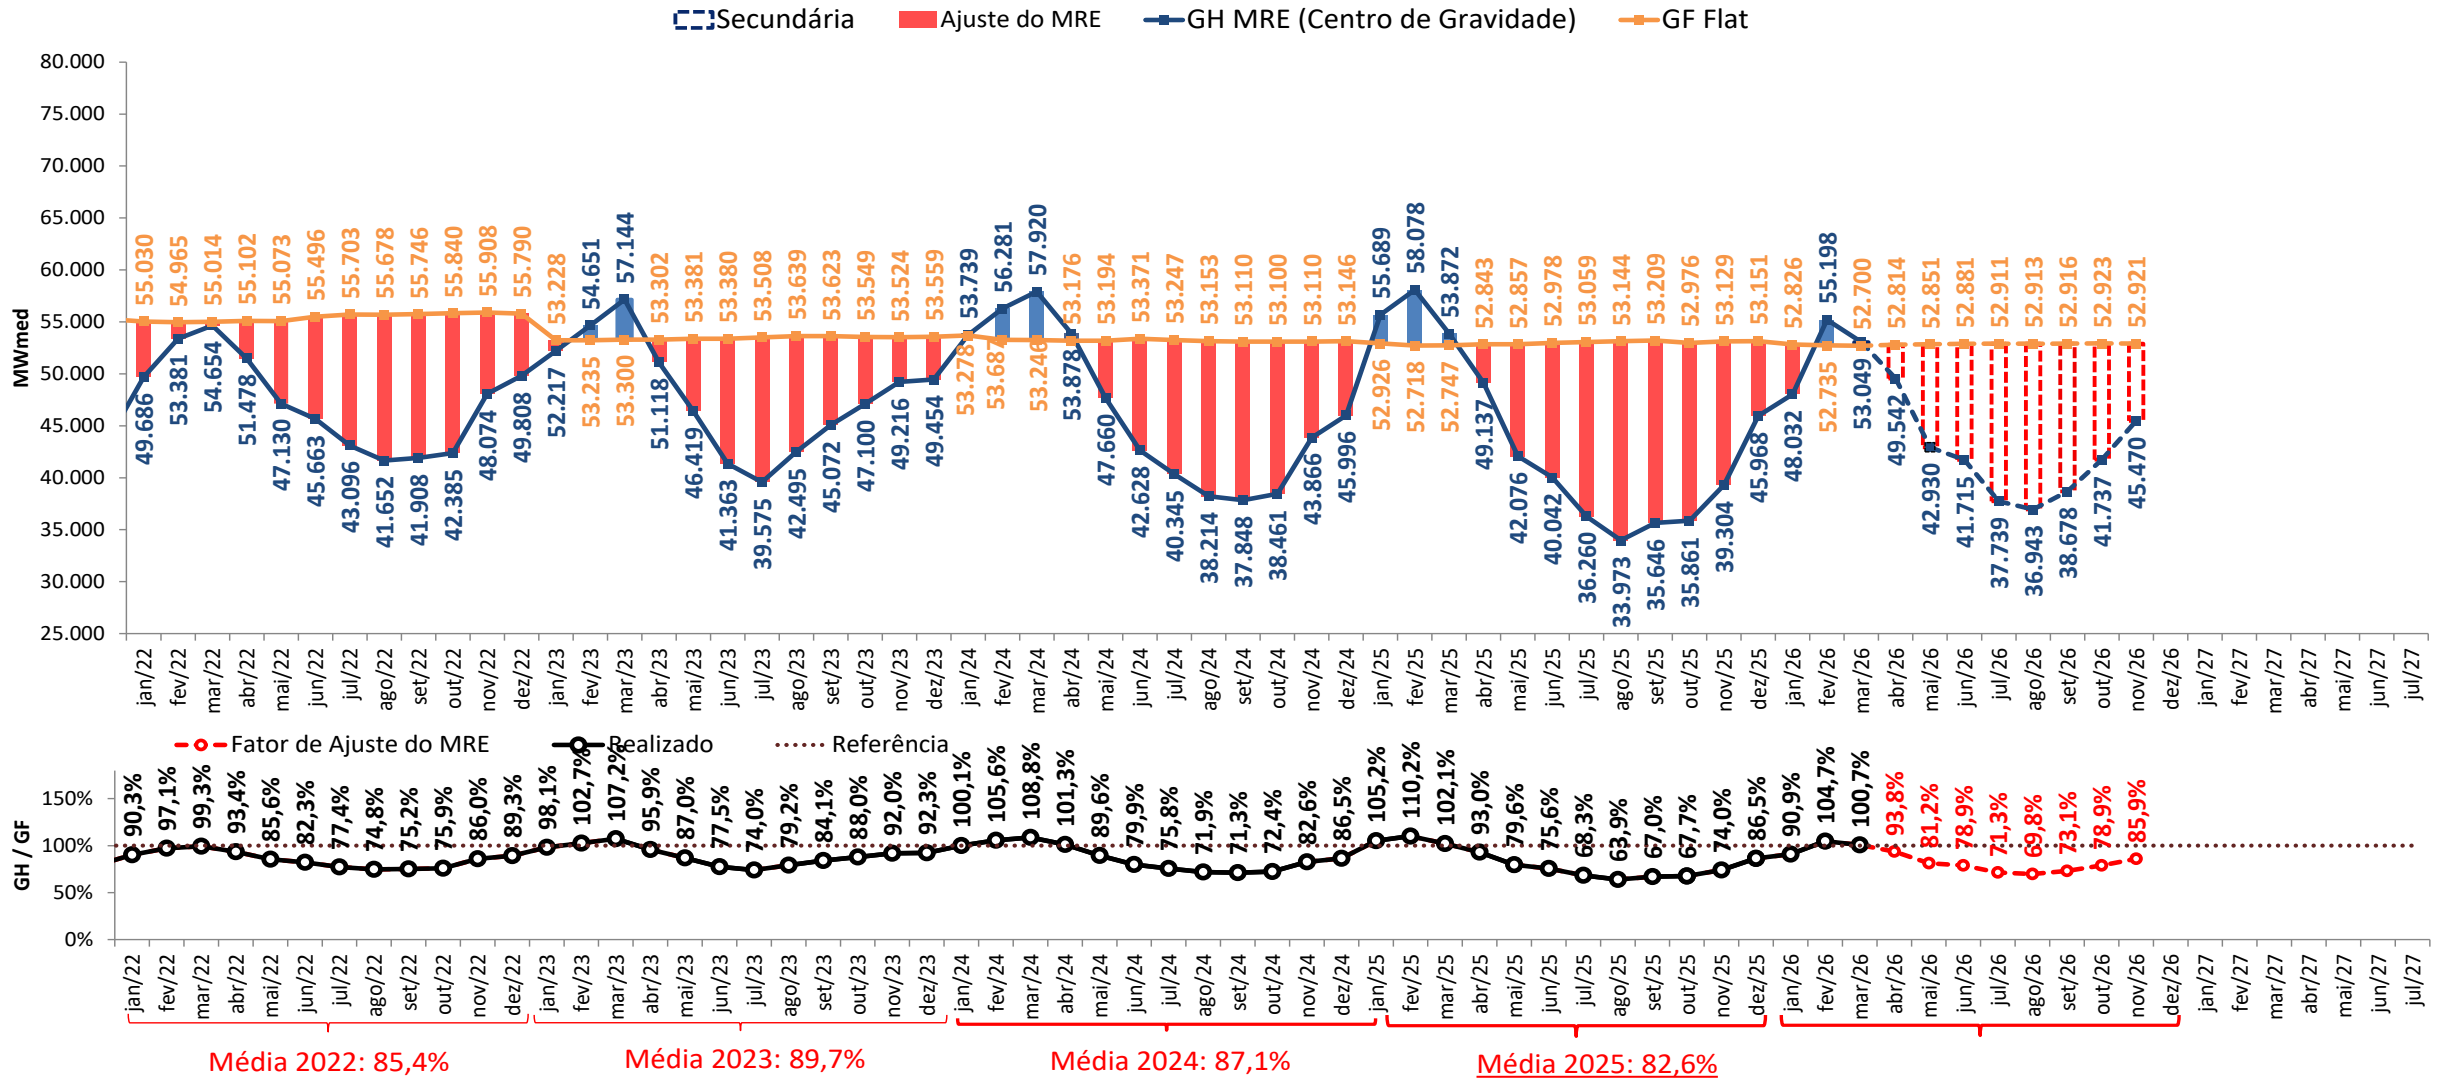 Secundária Ajuste do MRE GH MRE (Centro de Gravidade) GF Flat
MWmed
80.000
75.000
70.000
65.000
60.000
55.000
50.000
45.000
40.000
35.000
30.000
25.000
55.030 54.965 55.014 55.102 55.073 55.496 55.703 55.678 55.746 55.840 55.908 55.790 53.228 53.235 53.300 53.302 53.381 53.380 53.508 53.639 53.623 53.549 53.524 53.559 53.278 53.684 53.246 53.176 53.194 53.371 53.247 53.153 53.110 53.100 53.110 53.146 52.926 52.718 52.747 52.843 52.857 52.978 53.059 53.144 53.209 52.976 53.129 53.151 52.826 52.735 52.700 52.814 52.851 52.881 52.911 52.913 52.916 52.923 52.921
49.686 53.381 54.654 51.478 47.130 45.663 43.096 41.652 41.908 42.385 48.074 49.808 52.217 54.651 57.144 51.118 46.419 41.363 39.575 42.495 45.072 47.100 49.216 49.454 53.739 56.281 57.920 53.878 47.660 42.628 40.345 38.214 37.848 38.461 43.866 45.996 55.689 58.078 53.872 49.137 42.076 40.042 36.260 33.973 35.646 35.861 39.304 45.968 48.032 55.198 53.049 49.542 42.930 41.715 37.739 36.943 38.678 41.737 45.470
jan/22 fev/22 mar/22 abr/22 mai/22 jun/22 jul/22 ago/22 set/22 out/22 nov/22 dez/22 jan/23 fev/23 mar/23 abr/23 mai/23 jun/23 jul/23 ago/23 set/23 out/23 nov/23 dez/23 jan/24 fev/24 mar/24 abr/24 mai/24 jun/24 jul/24 ago/24 set/24 out/24 nov/24 dez/24 jan/25 fev/25 mar/25 abr/25 mai/25 jun/25 jul/25 ago/25 set/25 out/25 nov/25 dez/25 jan/26 fev/26 mar/26 abr/26 mai/26 jun/26 jul/26 ago/26 set/26 out/26 nov/26 dez/26 jan/27 fev/27 mar/27 abr/27 mai/27 jun/27 jul/27
Fator de Ajuste do MRE Realizado Referência
GH / GF
150%
100%
50%
0%
90,3% 97,1% 99,3% 93,4% 85,6% 82,3% 77,4% 74,8% 75,2% 75,9% 86,0% 89,3% 98,1% 102,7% 107,2% 95,9% 87,0% 77,5% 74,0% 79,2% 84,1% 88,0% 92,0% 92,3% 100,1% 105,6% 108,8% 101,3% 89,6% 79,9% 75,8% 71,9% 71,3% 72,4% 82,6% 86,5% 105,2% 110,2% 102,1% 93,0% 79,6% 75,6% 68,3% 63,9% 67,0% 67,7% 74,0% 86,5% 90,9% 104,7% 100,7% 93,8% 81,2% 78,9% 71,3% 69,8% 73,1% 78,9% 85,9%
jan/22 fev/22 mar/22 abr/22 mai/22 jun/22 jul/22 ago/22 set/22 out/22 nov/22 dez/22 jan/23 fev/23 mar/23 abr/23 mai/23 jun/23 jul/23 ago/23 set/23 out/23 nov/23 dez/23 jan/24 fev/24 mar/24 abr/24 mai/24 jun/24 jul/24 ago/24 set/24 out/24 nov/24 dez/24 jan/25 fev/25 mar/25 abr/25 mai/25 jun/25 jul/25 ago/25 set/25 out/25 nov/25 dez/25 jan/26 fev/26 mar/26 abr/26 mai/26 jun/26 jul/26 ago/26 set/26 out/26 nov/26 dez/26 jan/27 fev/27 mar/27 abr/27 mai/27 jun/27 jul/27
Média 2022: 85,4% Média 2023: 89,7% Média 2024: 87,1% Média 2025: 82,6%